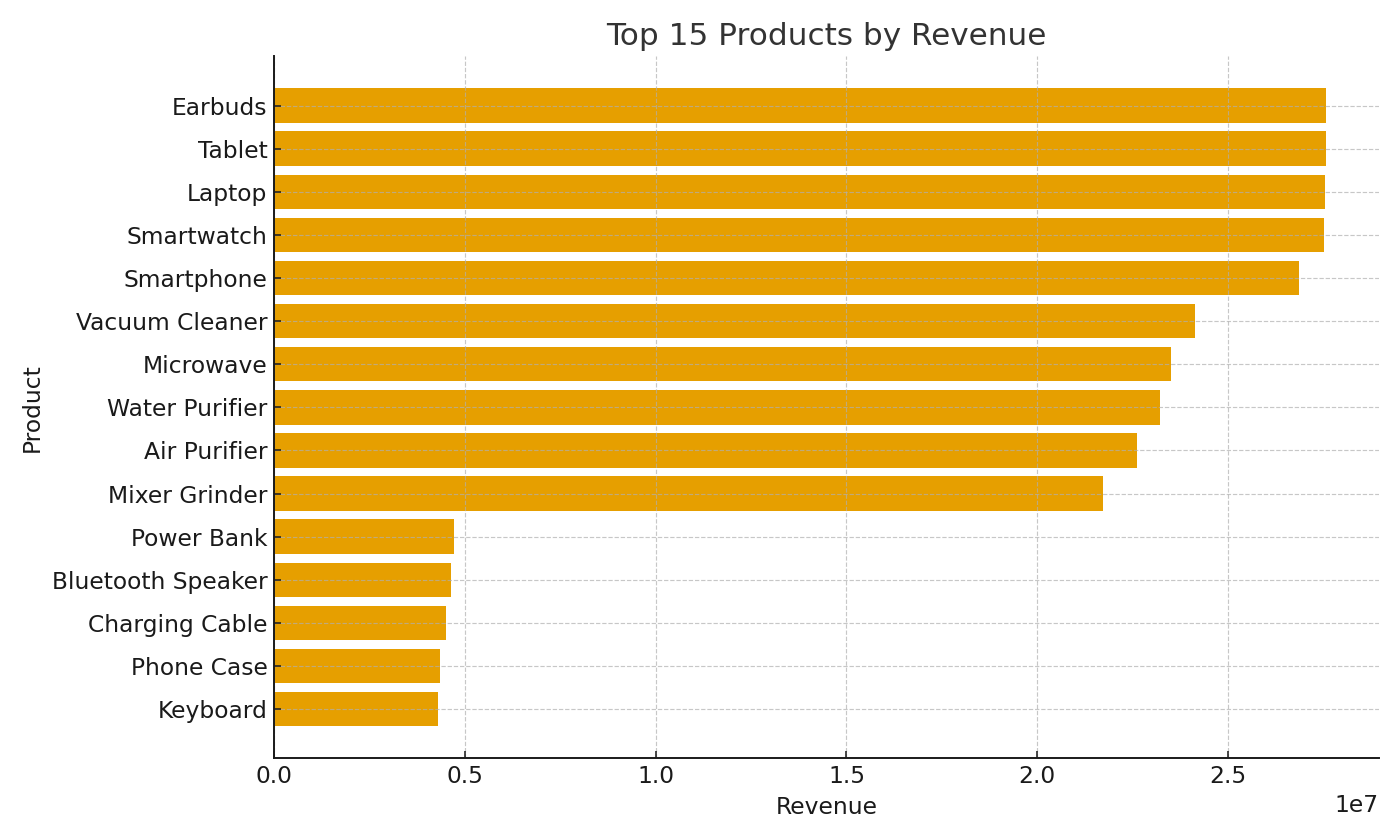 Top 15 Products by Revenue
Product
Earbuds
Tablet
Laptop
Smartwatch
Smartphone
Vacuum Cleaner
Microwave
Water Purifier
Air Purifier
Mixer Grinder
Power Bank
Bluetooth Speaker
Charging Cable
Phone Case
Keyboard
0.0 0.5 1.0 1.5 2.0 2.5
Revenue
1e7